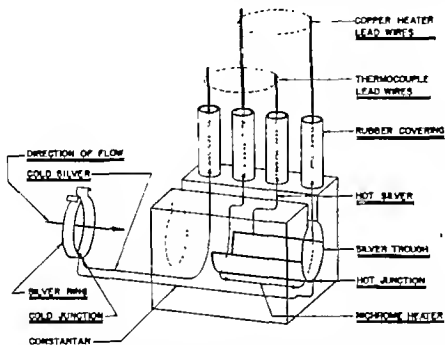 COPPER HEATER
LEAD WIRES
THERMOCOUPLE
LEAD WIRES
RUBBER COVERING
DIRECTION OF FLOW
COLD SILVER
HOT SILVER
SILVER TROUGH
HOT JUNCTION
NICHROME HEATER
SILVER RING
COLD JUNCTION
CONSTANTAN